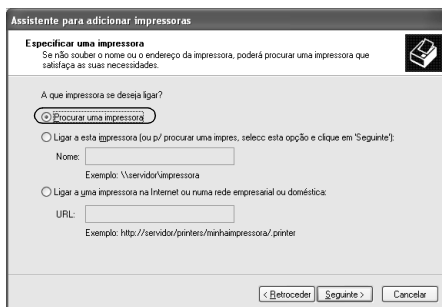 Assistente para adicionar impressoras
Especificar uma impressora
Se não souber o nome ou o endereço da impressora, poderá procurar uma impressora que
satisfaça as suas necessidades.
A que impressora se deseja ligar?
Procurar uma impressora
Ligar a esta impressora (ou p/ procurar uma impres, selecc esta opção e clique em 'Seguinte'):
Nome:
Exemplo: \\servidor\impressora
Ligar a uma impressora na Internet ou numa rede empresarial ou doméstica:
URL:
Exemplo: http://servidor/printers/minhaimpressora/.printer
< Retroceder Seguinte > Cancelar